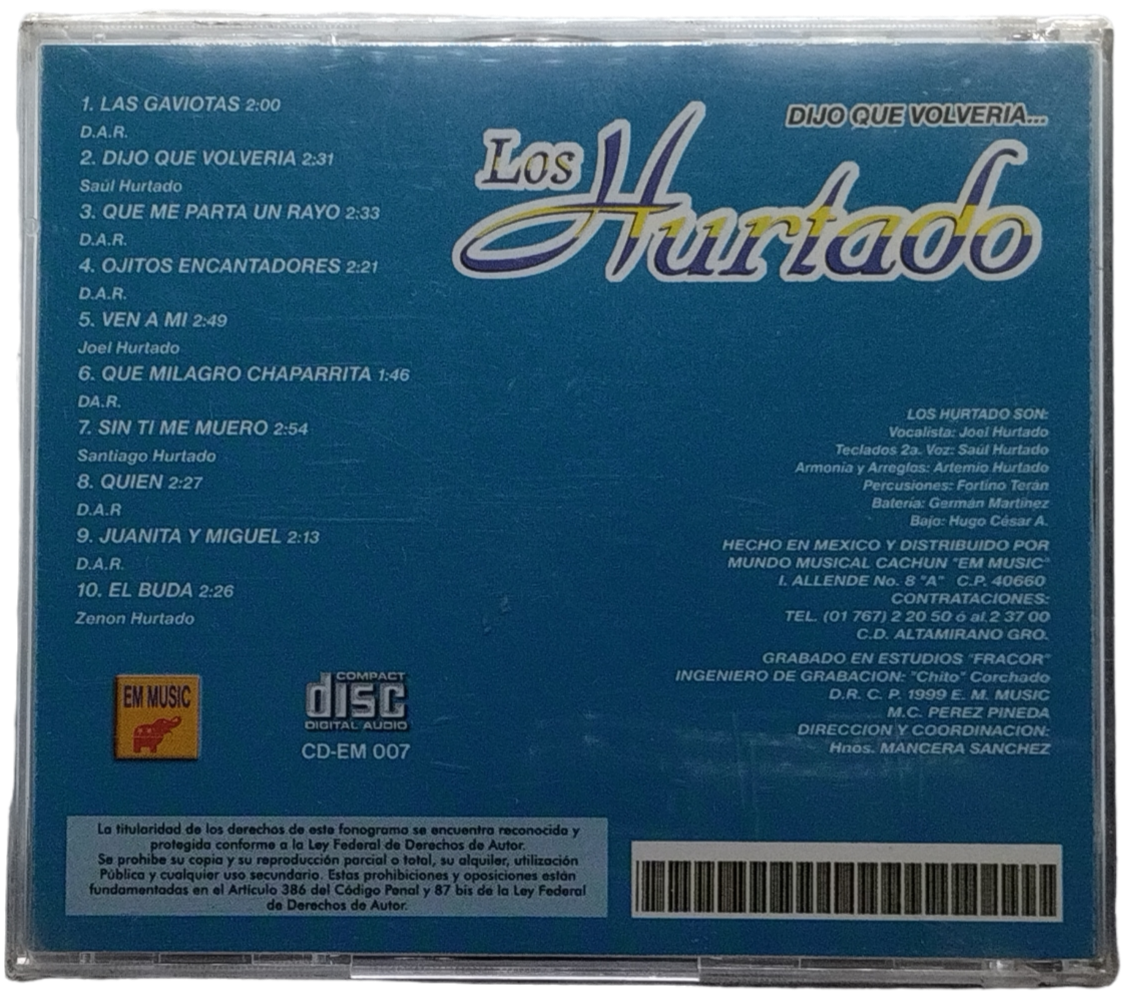 1. LAS GAVIOTAS 2:00
D.A.R.
2. DIJO QUE VOLVERIA 2:31
Saúl Hurtado
3. QUE ME PARTA UN RAYO 2:33
D.A.R.
4. OJITOS ENCANTADORES 2:21
D.A.R.
5. VEN A MI 2:49
Joel Hurtado
6. QUE MILAGRO CHAPARRITA 1:46
DA.R.
7. SIN TI ME MUERO 2:54
Santiago Hurtado
8. QUIEN 2:27
D.A.R
9. JUANITA Y MIGUEL 2:13
D.A.R.
10. EL BUDA 2:26
Zenon Hurtado
DIJO QUE VOLVERIA...
Los Hurtado
LOS HURTADO SON:
Vocalista: Joel Hurtado
Teclados 2a. Voz: Saúl Hurtado
Armonía y Arreglos: Artemio Hurtado
Percusiones: Fortino Terán
Batería: Germán Martínez
Bajo: Hugo César A.
HECHO EN MEXICO Y DISTRIBUIDO POR
MUNDO MUSICAL CACHUN "EM MUSIC"
I. ALLENDE No. 8 "A" C.P. 40660
CONTRATACIONES:
TEL. (01 767) 2 20 50 ó al 2 37 00
C.D. ALTAMIRANO GRO.
GRABADO EN ESTUDIOS "FRACOR"
INGENIERO DE GRABACION: "Chito" Corchado
D.R. C. P. 1999 E. M. MUSIC
M.C. PEREZ PINEDA
DIRECCION Y COORDINACION:
Hnos. MANCERA SANCHEZ
EM MUSIC
COMPACT
disc
DIGITAL AUDIO
CD-EM 007
La titularidad de los derechos de este fonograma se encuentra reconocida y
protegida conforme a la Ley Federal de Derechos de Autor.
Se prohibe su copia y su reproducción parcial o total, su alquiler, utilización
Pública y cualquier uso secundario. Estas prohibiciones y oposiciones están
fundamentadas en el Artículo 386 del Código Penal y 87 bis de la Ley Federal
de Derechos de Autor.